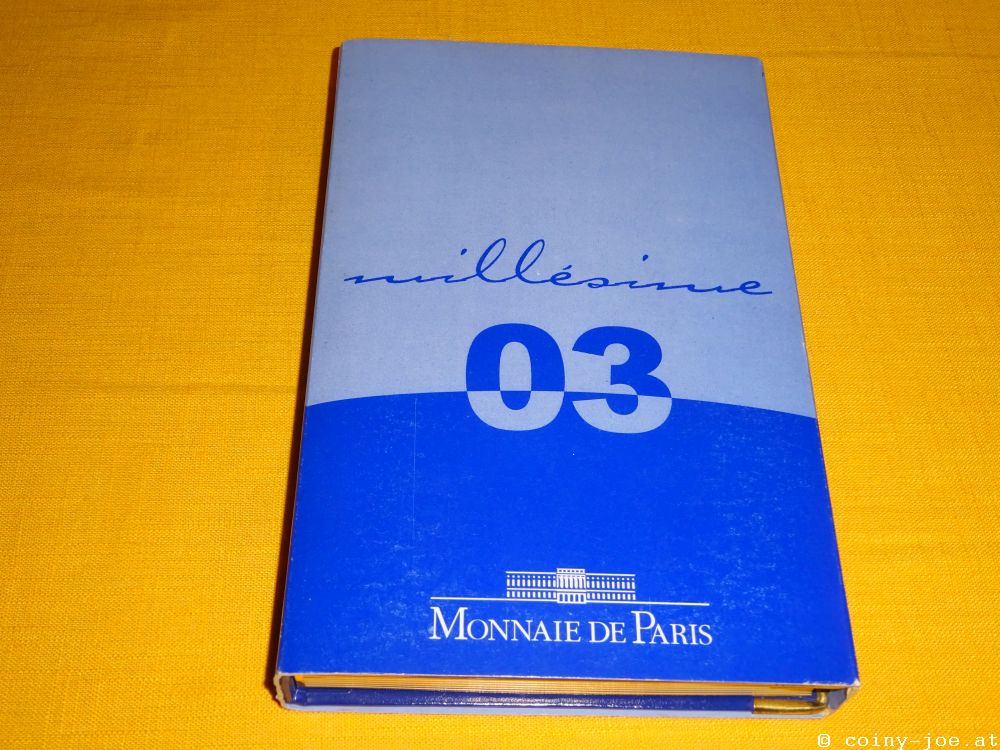 millésime
03
MONNAIE DE PARIS
© coiny-joe.at